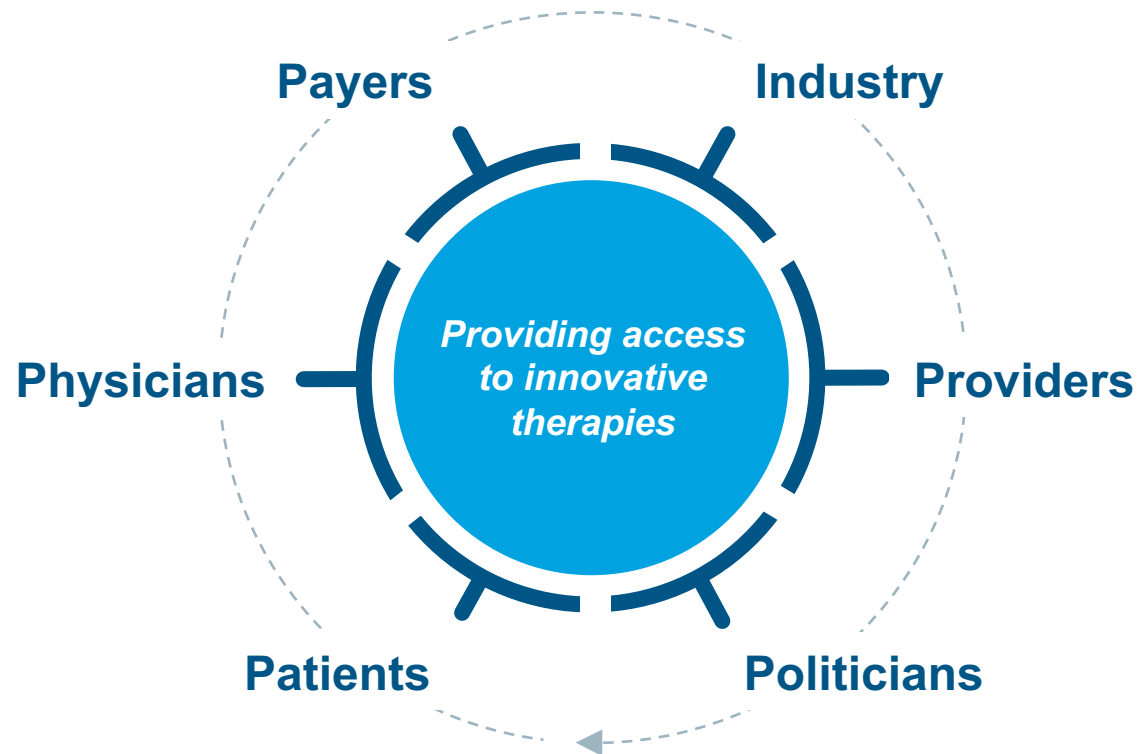 Payers
Industry
Physicians
Providing access
to innovative
therapies
Providers
Patients
Politicians